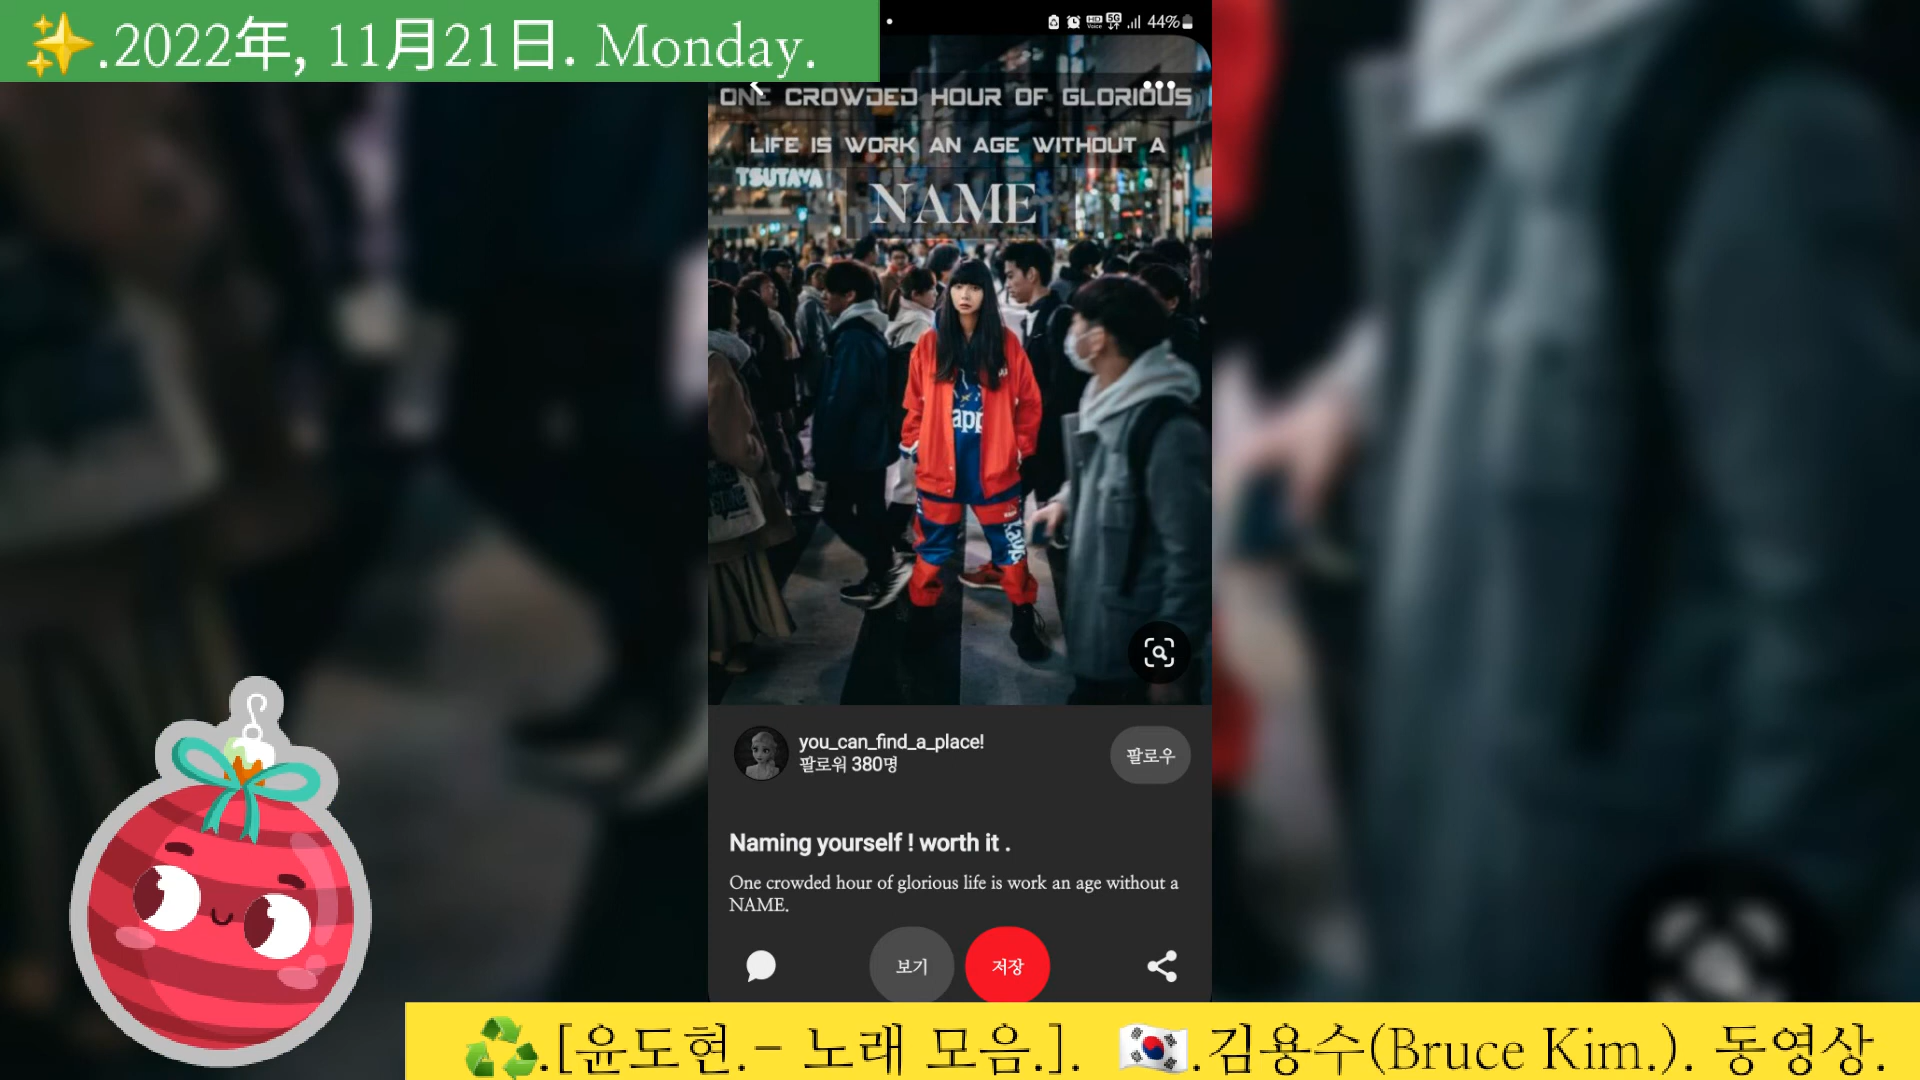 ✨.2022年, 11月21日. Monday.
44%
ONE CROWDED HOUR OF GLORIOUS
LIFE IS WORK AN AGE WITHOUT A
TSUTAYA
NAME
app
Kappa
you_can_find_a_place!
팔로워 380명
팔로우
Naming yourself ! worth it .
One crowded hour of glorious life is work an age without a
NAME.
보기
저장
♻️.[윤도현.- 노래 모음.]. 🇰🇷.김용수(Bruce Kim.). 동영상.